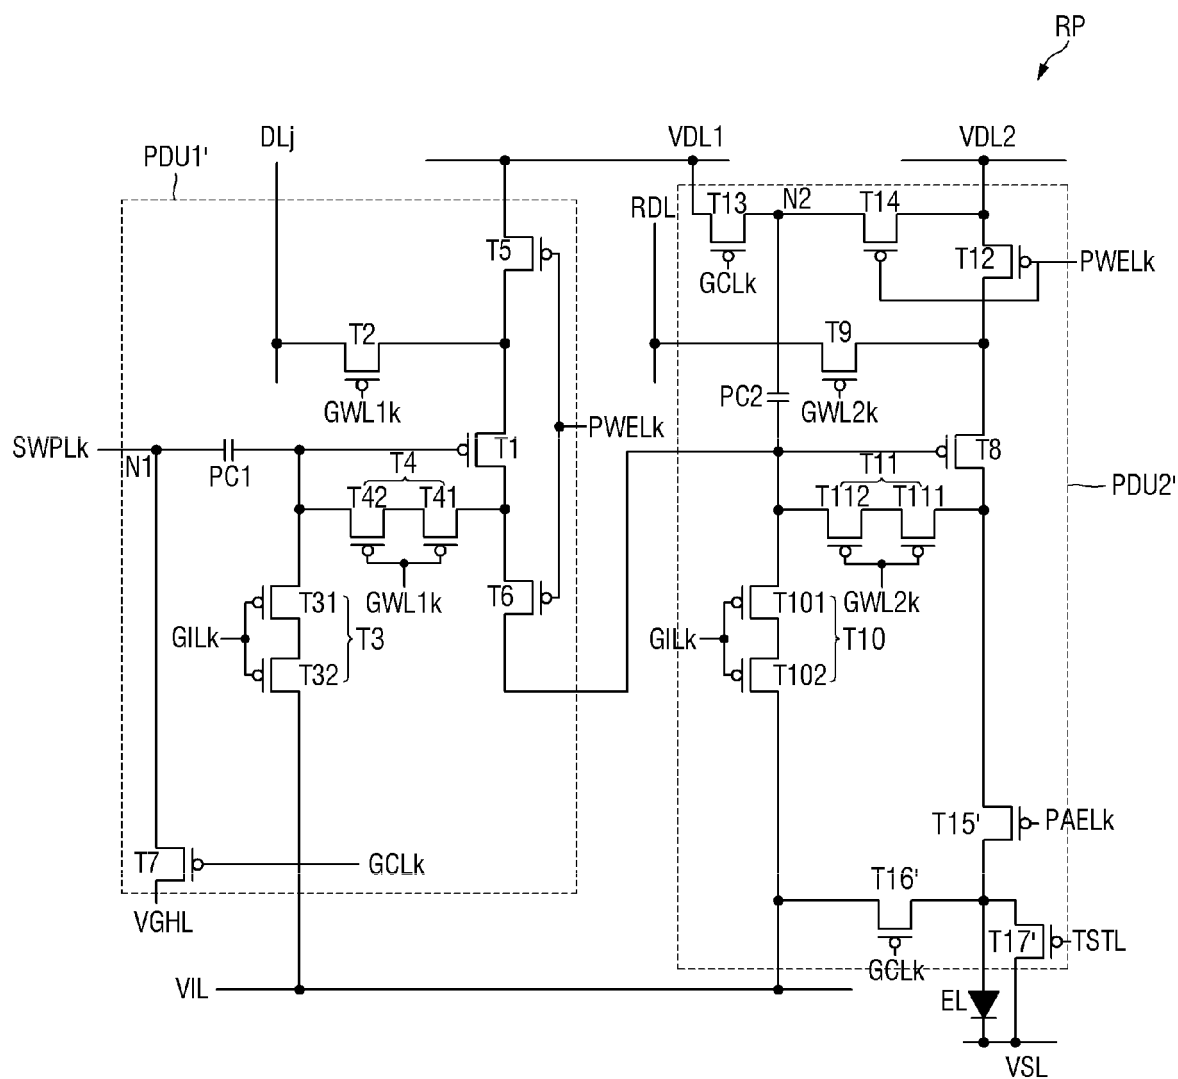 RP
DLj
VDL1
VDL2
PDU1'
RDL
T13
N2
T14
T5
T12
PWELk
GCLk
T2
T9
PC2
GWL1k
GWL2k
PWELk
SWPLk
N1
PC1
T1
T8
T4
T11
T42
T41
T112
T111
PDU2'
GWL1k
GWL2k
T6
T31
T101
GILk
T3
GILk
T10
T32
T102
T15'
PAELk
T7
GCLk
T16'
VGHL
T17'
TSTL
GCLk
VIL
EL
VSL